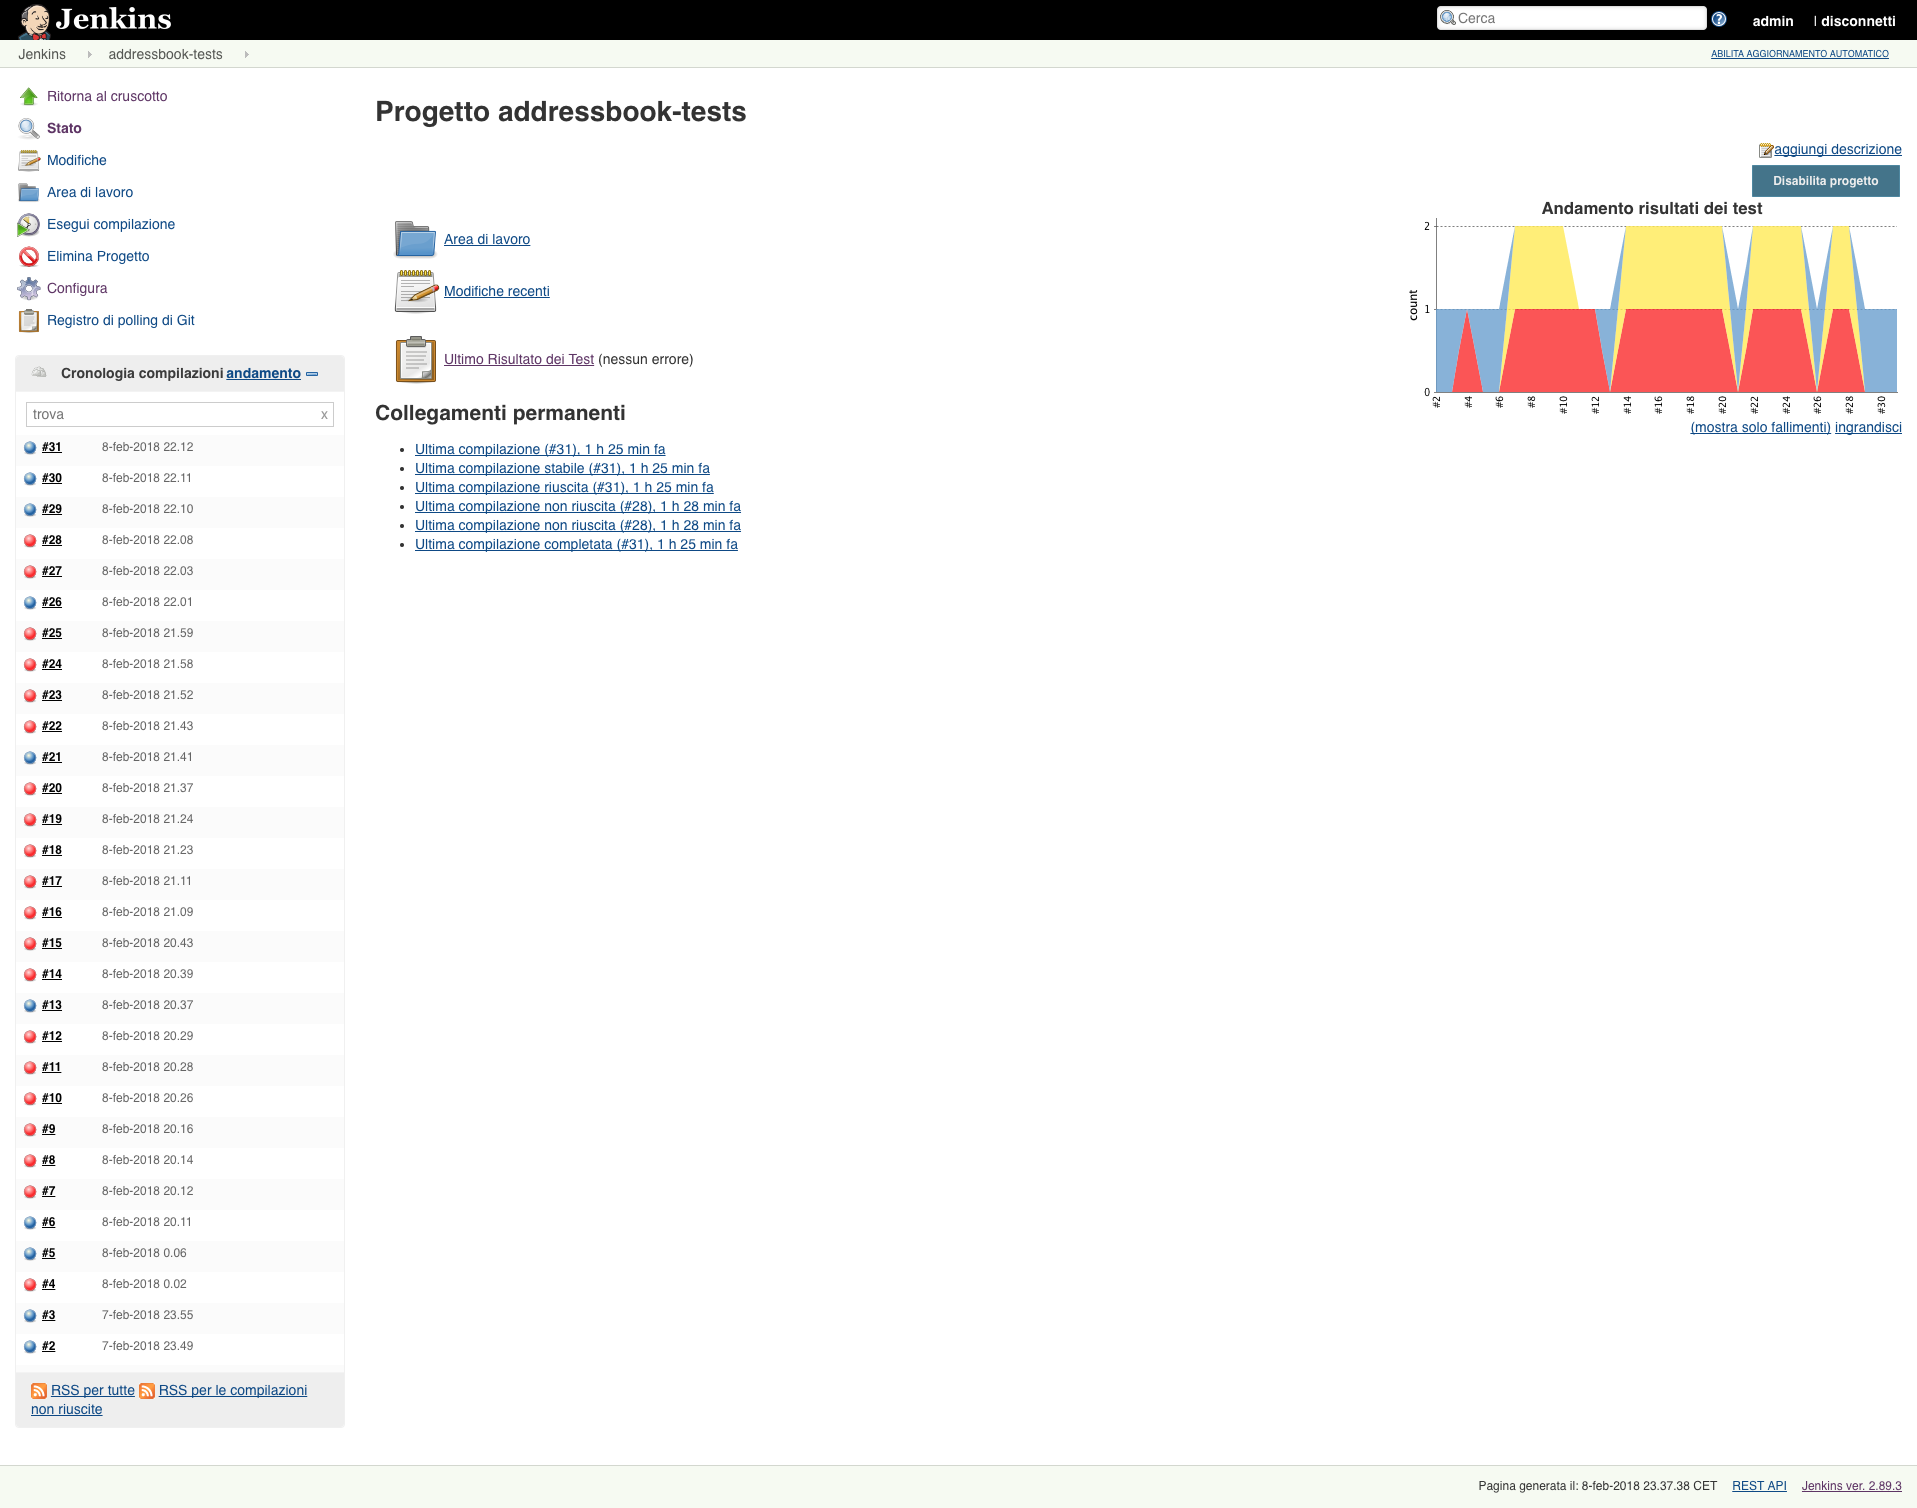 Jenkins
Cerca
admin
| disconnetti
Jenkins
addressbook-tests
ABILITA AGGIORNAMENTO AUTOMATICO
Ritorna al cruscotto
Stato
Modifiche
Area di lavoro
Esegui compilazione
Elimina Progetto
Configura
Registro di polling di Git
Cronologia compilazioni andamento
trova x
#31 8-feb-2018 22.12
#30 8-feb-2018 22.11
#29 8-feb-2018 22.10
#28 8-feb-2018 22.08
#27 8-feb-2018 22.03
#26 8-feb-2018 22.01
#25 8-feb-2018 21.59
#24 8-feb-2018 21.58
#23 8-feb-2018 21.52
#22 8-feb-2018 21.43
#21 8-feb-2018 21.41
#20 8-feb-2018 21.37
#19 8-feb-2018 21.24
#18 8-feb-2018 21.23
#17 8-feb-2018 21.11
#16 8-feb-2018 21.09
#15 8-feb-2018 20.43
#14 8-feb-2018 20.39
#13 8-feb-2018 20.37
#12 8-feb-2018 20.29
#11 8-feb-2018 20.28
#10 8-feb-2018 20.26
#9 8-feb-2018 20.16
#8 8-feb-2018 20.14
#7 8-feb-2018 20.12
#6 8-feb-2018 20.11
#5 8-feb-2018 0.06
#4 8-feb-2018 0.02
#3 7-feb-2018 23.55
#2 7-feb-2018 23.49
RSS per tutte RSS per le compilazioni
non riuscite
Progetto addressbook-tests
aggiungi descrizione
Disabilita progetto
Area di lavoro
Modifiche recenti
Ultimo Risultato dei Test (nessun errore)
Collegamenti permanenti
Ultima compilazione (#31), 1 h 25 min fa
Ultima compilazione stabile (#31), 1 h 25 min fa
Ultima compilazione riuscita (#31), 1 h 25 min fa
Ultima compilazione non riuscita (#28), 1 h 28 min fa
Ultima compilazione non riuscita (#28), 1 h 28 min fa
Ultima compilazione completata (#31), 1 h 25 min fa
Andamento risultati dei test
2
1
0
count
#2 #4 #6 #8 #10 #12 #14 #16 #18 #20 #22 #24 #26 #28 #30
(mostra solo fallimenti) ingrandisci
Pagina generata il: 8-feb-2018 23.37.38 CET REST API Jenkins ver. 2.89.3